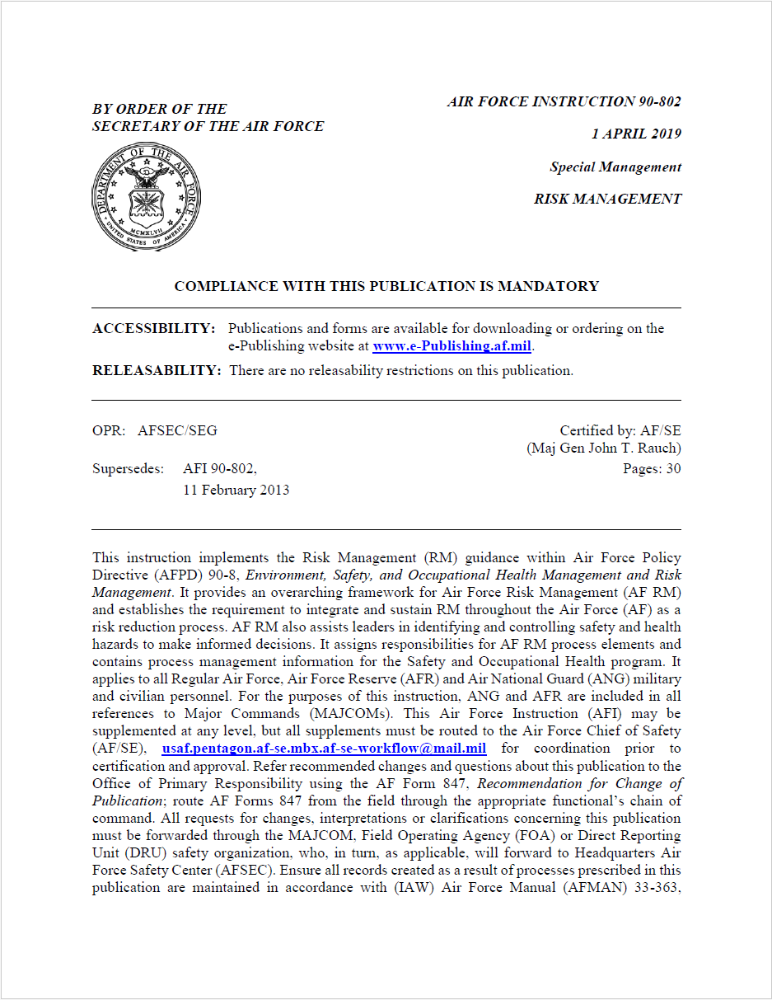 BY ORDER OF THE
SECRETARY OF THE AIR FORCE
AIR FORCE INSTRUCTION 90-802
1 APRIL 2019
Special Management
RISK MANAGEMENT
DEPARTMENT OF THE AIR FORCE
MCMXLVII
UNITED STATES OF AMERICA
COMPLIANCE WITH THIS PUBLICATION IS MANDATORY
ACCESSIBILITY: Publications and forms are available for downloading or ordering on the
e-Publishing website at www.e-Publishing.af.mil.
RELEASABILITY: There are no releasability restrictions on this publication.
OPR: AFSEC/SEG
Certified by: AF/SE
(Maj Gen John T. Rauch)
Supersedes: AFI 90-802,
11 February 2013
Pages: 30
This instruction implements the Risk Management (RM) guidance within Air Force Policy
Directive (AFPD) 90-8, Environment, Safety, and Occupational Health Management and Risk
Management. It provides an overarching framework for Air Force Risk Management (AF RM)
and establishes the requirement to integrate and sustain RM throughout the Air Force (AF) as a
risk reduction process. AF RM also assists leaders in identifying and controlling safety and health
hazards to make informed decisions. It assigns responsibilities for AF RM process elements and
contains process management information for the Safety and Occupational Health program. It
applies to all Regular Air Force, Air Force Reserve (AFR) and Air National Guard (ANG) military
and civilian personnel. For the purposes of this instruction, ANG and AFR are included in all
references to Major Commands (MAJCOMs). This Air Force Instruction (AFI) may be
supplemented at any level, but all supplements must be routed to the Air Force Chief of Safety
(AF/SE), usaf.pentagon.af-se.mbx.af-se-workflow@mail.mil for coordination prior to
certification and approval. Refer recommended changes and questions about this publication to the
Office of Primary Responsibility using the AF Form 847, Recommendation for Change of
Publication; route AF Forms 847 from the field through the appropriate functional’s chain of
command. All requests for changes, interpretations or clarifications concerning this publication
must be forwarded through the MAJCOM, Field Operating Agency (FOA) or Direct Reporting
Unit (DRU) safety organization, who, in turn, as applicable, will forward to Headquarters Air
Force Safety Center (AFSEC). Ensure all records created as a result of processes prescribed in this
publication are maintained in accordance with (IAW) Air Force Manual (AFMAN) 33-363,